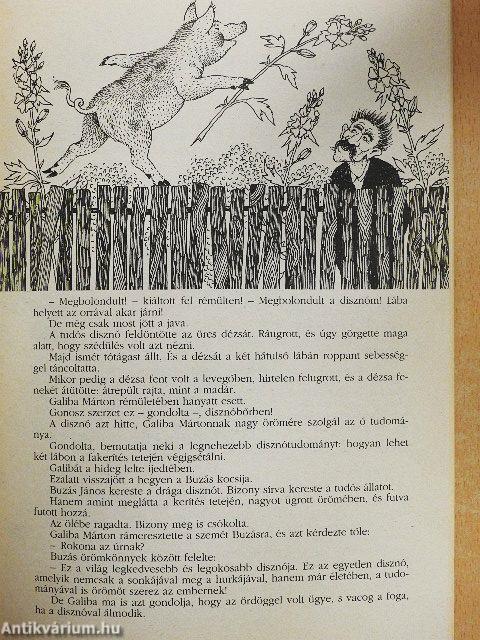 – Megbolondult! – kiáltott fel rémülten! – Megbolondult a disznóm! Lába
helyett az orrával akar járni!
De még csak most jött a java.
A tudós disznó feldöntötte az üres dézsát. Ráugrott, és úgy görgette maga
alatt, hogy szédülés volt azt nézni.
Majd ismét tótágast állt. És a dézsát a két hátulsó lábán roppant sebesség-
gel táncoltatta.
Mikor pedig a dézsa fent volt a levegőben, hirtelen felugrott, és a dézsa fe-
nekét átütötte: átrepült rajta, mint a madár.
Galiba Márton rémületében hanyatt esett.
Gonosz szerzet ez – gondolta –, disznóbőrben!
A disznó azt hitte, Galiba Mártonnak nagy örömére szolgál az ő tudomá-
nya.
Gondolta, bemutatja neki a legnehezebb disznótudományt: hogyan lehet
két lábon a fakerítés tetején végigsétálni.
Galibát a hideg lelte ijedtében.
Ezalatt visszajött a hegyen a Buzás kocsija.
Buzás János kereste a drága disznót. Bizony sírva kereste a tudós állatot.
Hanem amint meglátta a kerítés tetején, nagyot ugrott örömében, és futva
futott hozzá.
Az ölébe ragadta. Bizony meg is csókolta.
Galiba Márton rámeresztette a szemét Buzásra, és azt kérdezte tőle:
– Rokona az úrnak?
Buzás örömkönnyek között felelte:
– Ez a világ legkedvesebb és legokosabb disznója. Ez az egyetlen disznó,
amelyik nemcsak a sonkájával meg a hurkájával, hanem már életében, a tudo-
mányával is örömöt szerez az embernek!
De Galiba ma is azt gondolja, hogy az ördöggel volt ügye, s vacog a foga,
ha a disznóval álmodik.
Antikvárium.hu